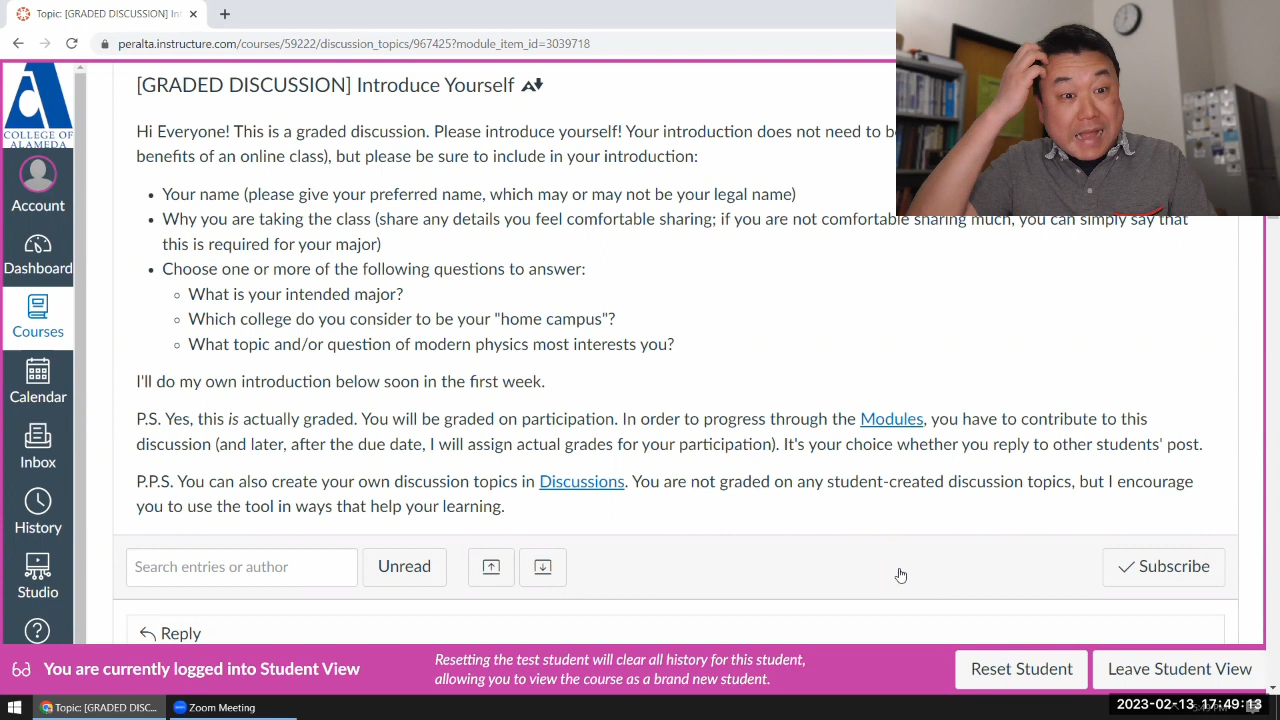 Topic: [GRADED DISCUSSION] Int
peralta.instructure.com/courses/59222/discussion_topics/967425?module_item_id=3039718
COLLEGE OF
ALAMEDA
Account
Dashboard
Courses
Calendar
Inbox
History
Studio
[GRADED DISCUSSION] Introduce Yourself
Hi Everyone! This is a graded discussion. Please introduce yourself! Your introduction does not need to be
benefits of an online class), but please be sure to include in your introduction:
• Your name (please give your preferred name, which may or may not be your legal name)
• Why you are taking the class (share any details you feel comfortable sharing; if you are not comfortable sharing much, you can simply say that
this is required for your major)
• Choose one or more of the following questions to answer:
◦ What is your intended major?
◦ Which college do you consider to be your "home campus"?
◦ What topic and/or question of modern physics most interests you?
I'll do my own introduction below soon in the first week.
P.S. Yes, this is actually graded. You will be graded on participation. In order to progress through the Modules, you have to contribute to this
discussion (and later, after the due date, I will assign actual grades for your participation). It's your choice whether you reply to other students' post.
P.P.S. You can also create your own discussion topics in Discussions. You are not graded on any student-created discussion topics, but I encourage
you to use the tool in ways that help your learning.
Search entries or author
Unread
Subscribe
Reply
You are currently logged into Student View
Resetting the test student will clear all history for this student,
allowing you to view the course as a brand new student.
Reset Student
Leave Student View
Topic: [GRADED DISC...
Zoom Meeting
2023-02-13 17:49:13